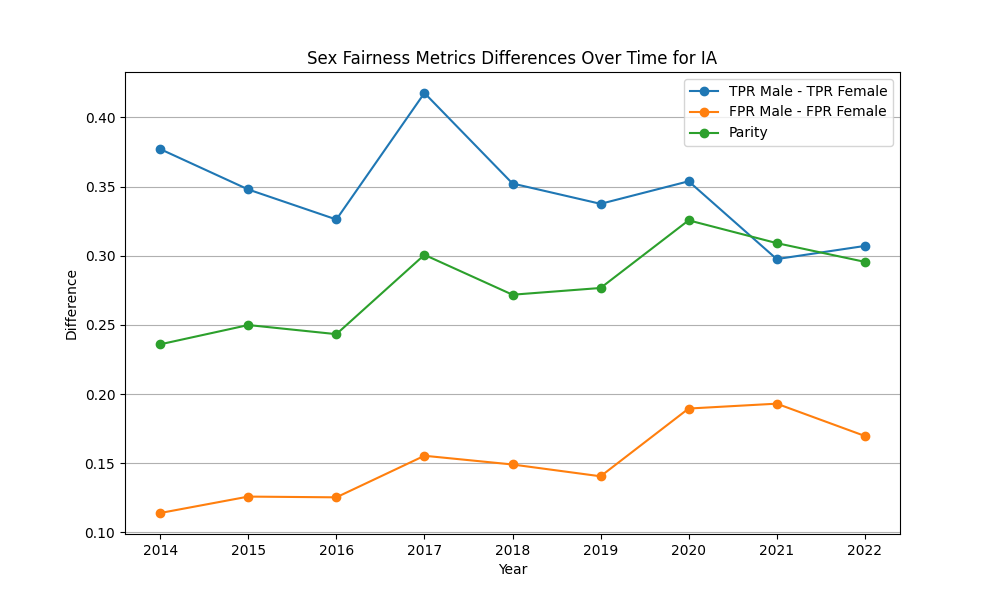 Sex Fairness Metrics Differences Over Time for IA
TPR Male - TPR Female
FPR Male - FPR Female
Parity
Difference
0.40
0.35
0.30
0.25
0.20
0.15
0.10
2014 2015 2016 2017 2018 2019 2020 2021 2022
Year